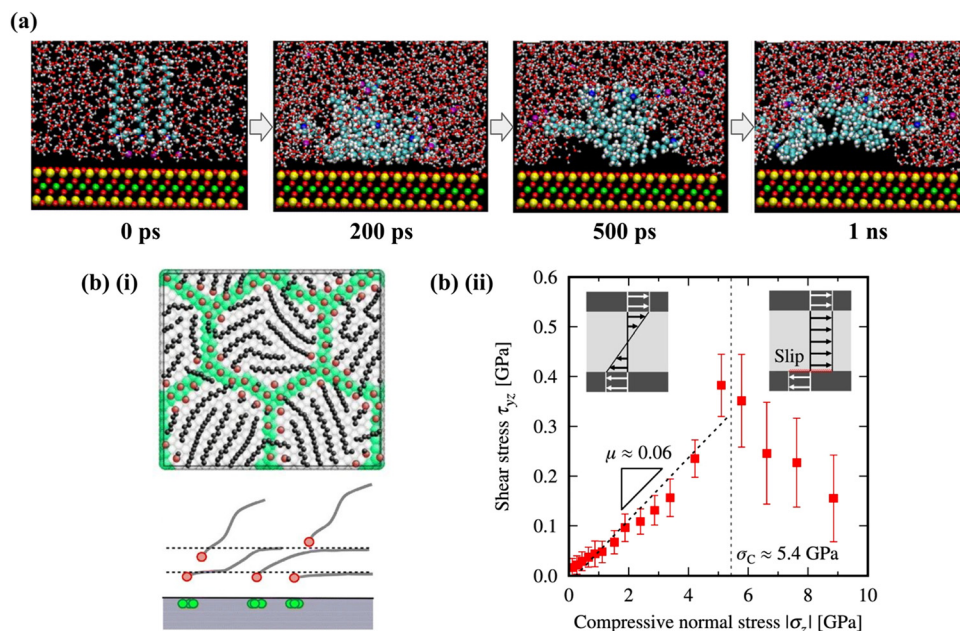 (a)
0 ps
200 ps
500 ps
1 ns
(b) (i)
(b) (ii)
Shear stress τyz [GPa]
0.6
0.5
0.4
0.3
0.2
0.1
0.0
Slip
μ ≈ 0.06
σC ≈ 5.4 GPa
0 2 4 6 8 10
Compressive normal stress |σz| [GPa]